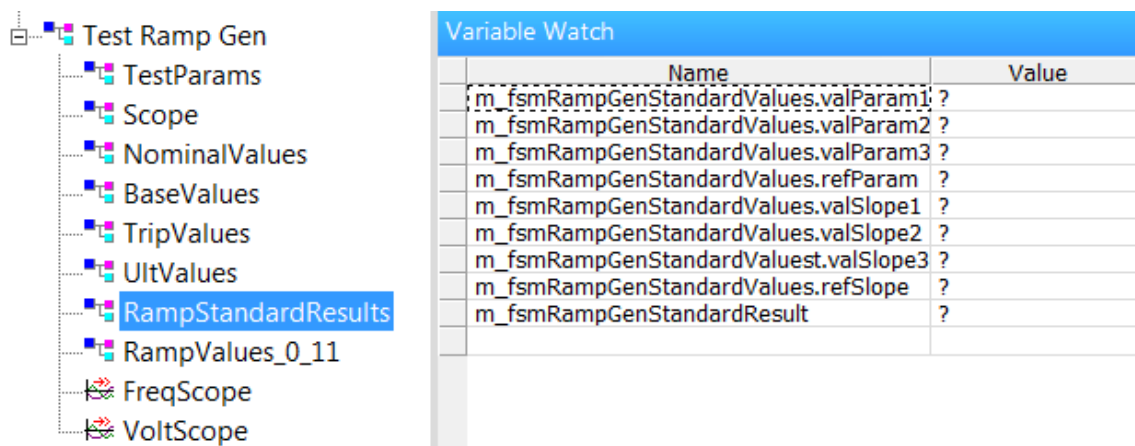 Test Ramp Gen
TestParams
Scope
NominalValues
BaseValues
TripValues
UltValues
RampStandardResults
RampValues_0_11
FreqScope
VoltScope
Variable Watch
Name Value
m_fsmRampGenStandardValues.valParam1 ?
m_fsmRampGenStandardValues.valParam2 ?
m_fsmRampGenStandardValues.valParam3 ?
m_fsmRampGenStandardValues.refParam ?
m_fsmRampGenStandardValues.valSlope1 ?
m_fsmRampGenStandardValues.valSlope2 ?
m_fsmRampGenStandardValuest.valSlope3 ?
m_fsmRampGenStandardValues.refSlope ?
m_fsmRampGenStandardResult ?